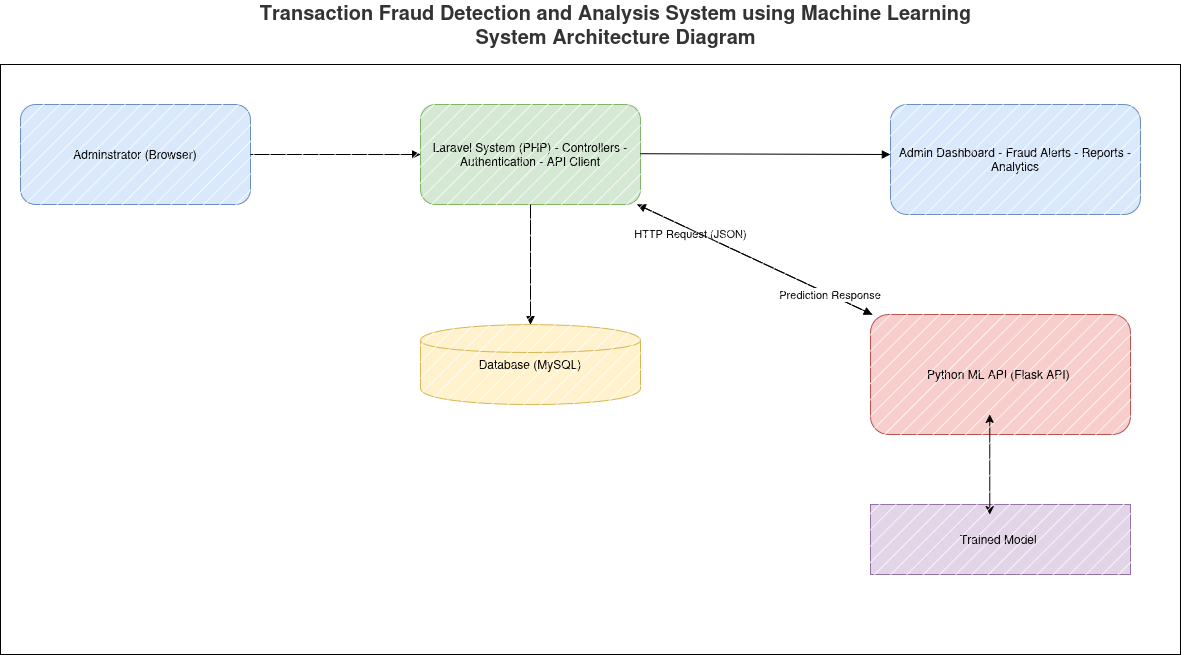 Transaction Fraud Detection and Analysis System using Machine Learning
System Architecture Diagram
Adminstrator (Browser)
Laravel System (PHP) - Controllers -
Authentication - API Client
Admin Dashboard - Fraud Alerts - Reports -
Analytics
HTTP Request (JSON)
Prediction Response
Database (MySQL)
Python ML API (Flask API)
Trained Model